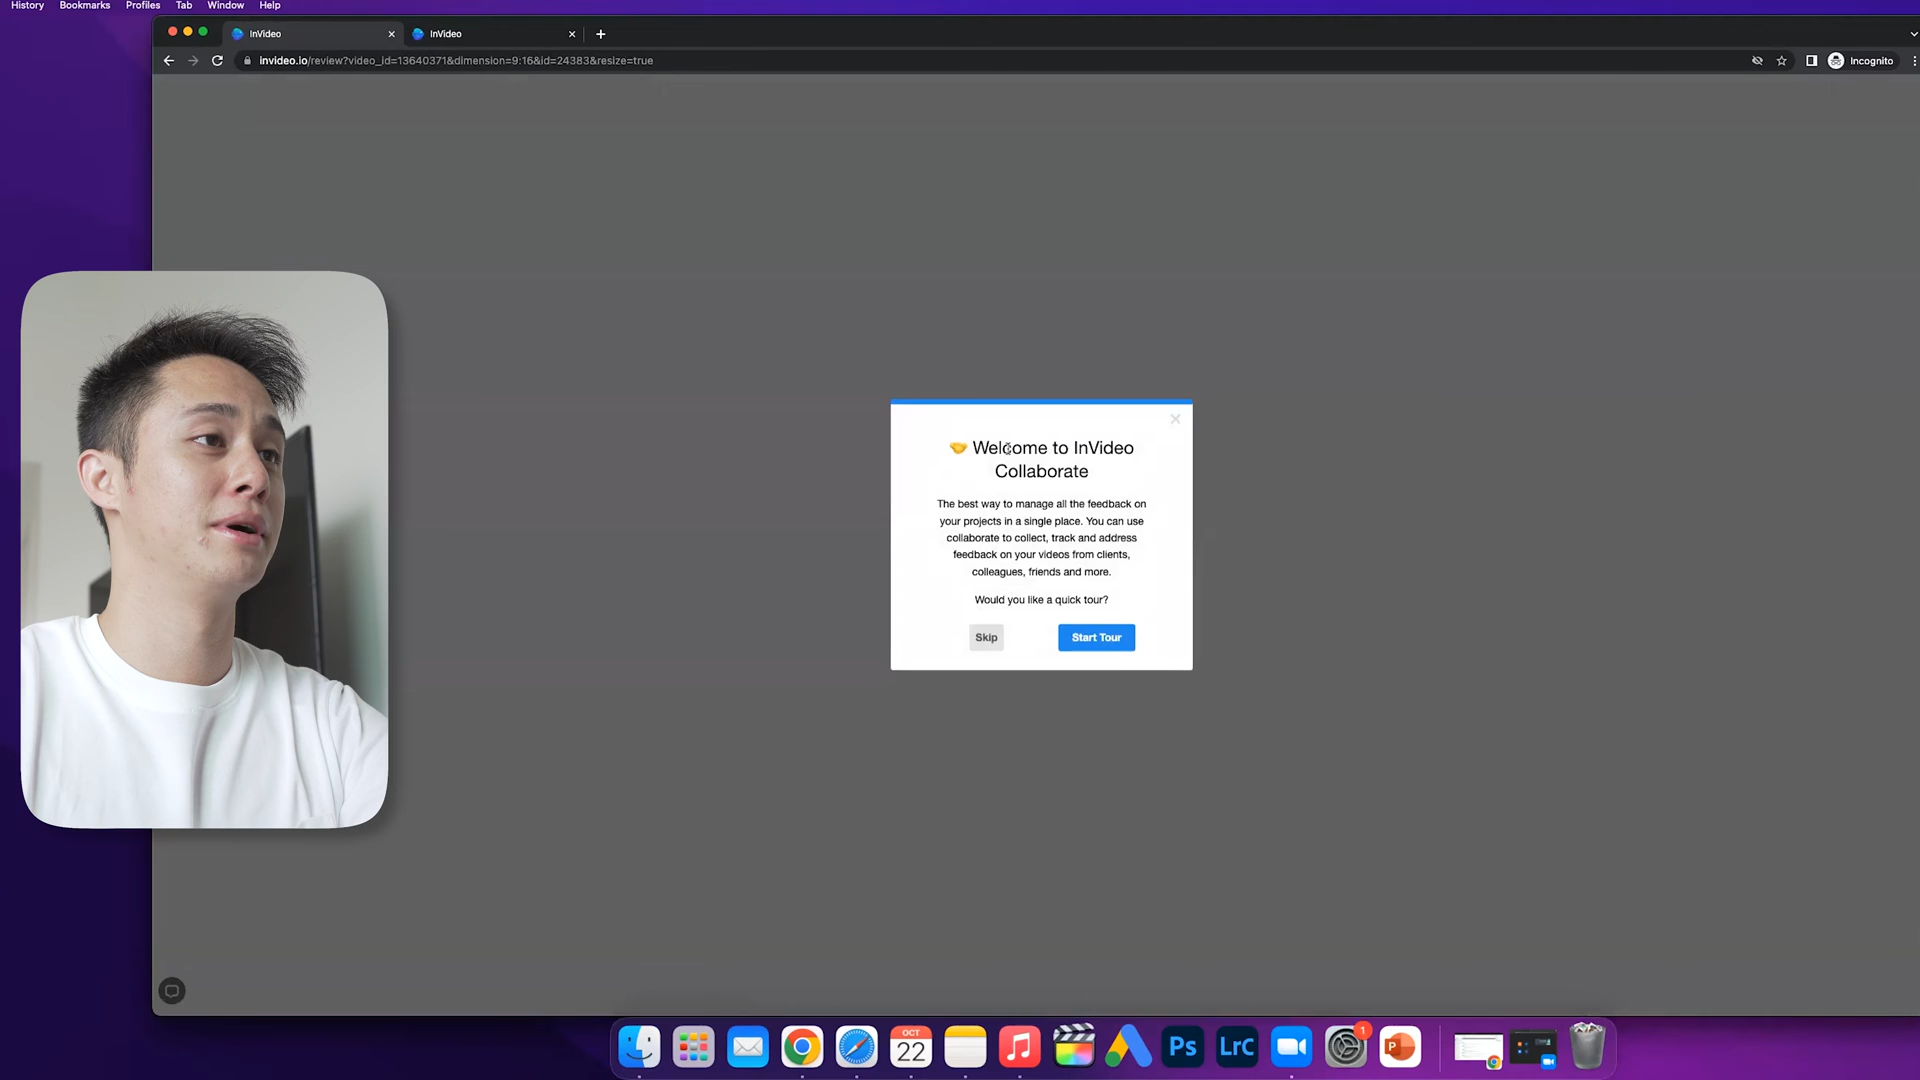 History Bookmarks Profiles Tab Window Help
InVideo
InVideo
invideo.io/review?video_id=13640371&dimension=9:16&id=24383&resize=true
Incognito
🤝 Welcome to InVideo
Collaborate
The best way to manage all the feedback on
your projects in a single place. You can use
collaborate to collect, track and address
feedback on your videos from clients,
colleagues, friends and more.
Would you like a quick tour?
Skip
Start Tour
OCT
22
Ps
LrC
1
P